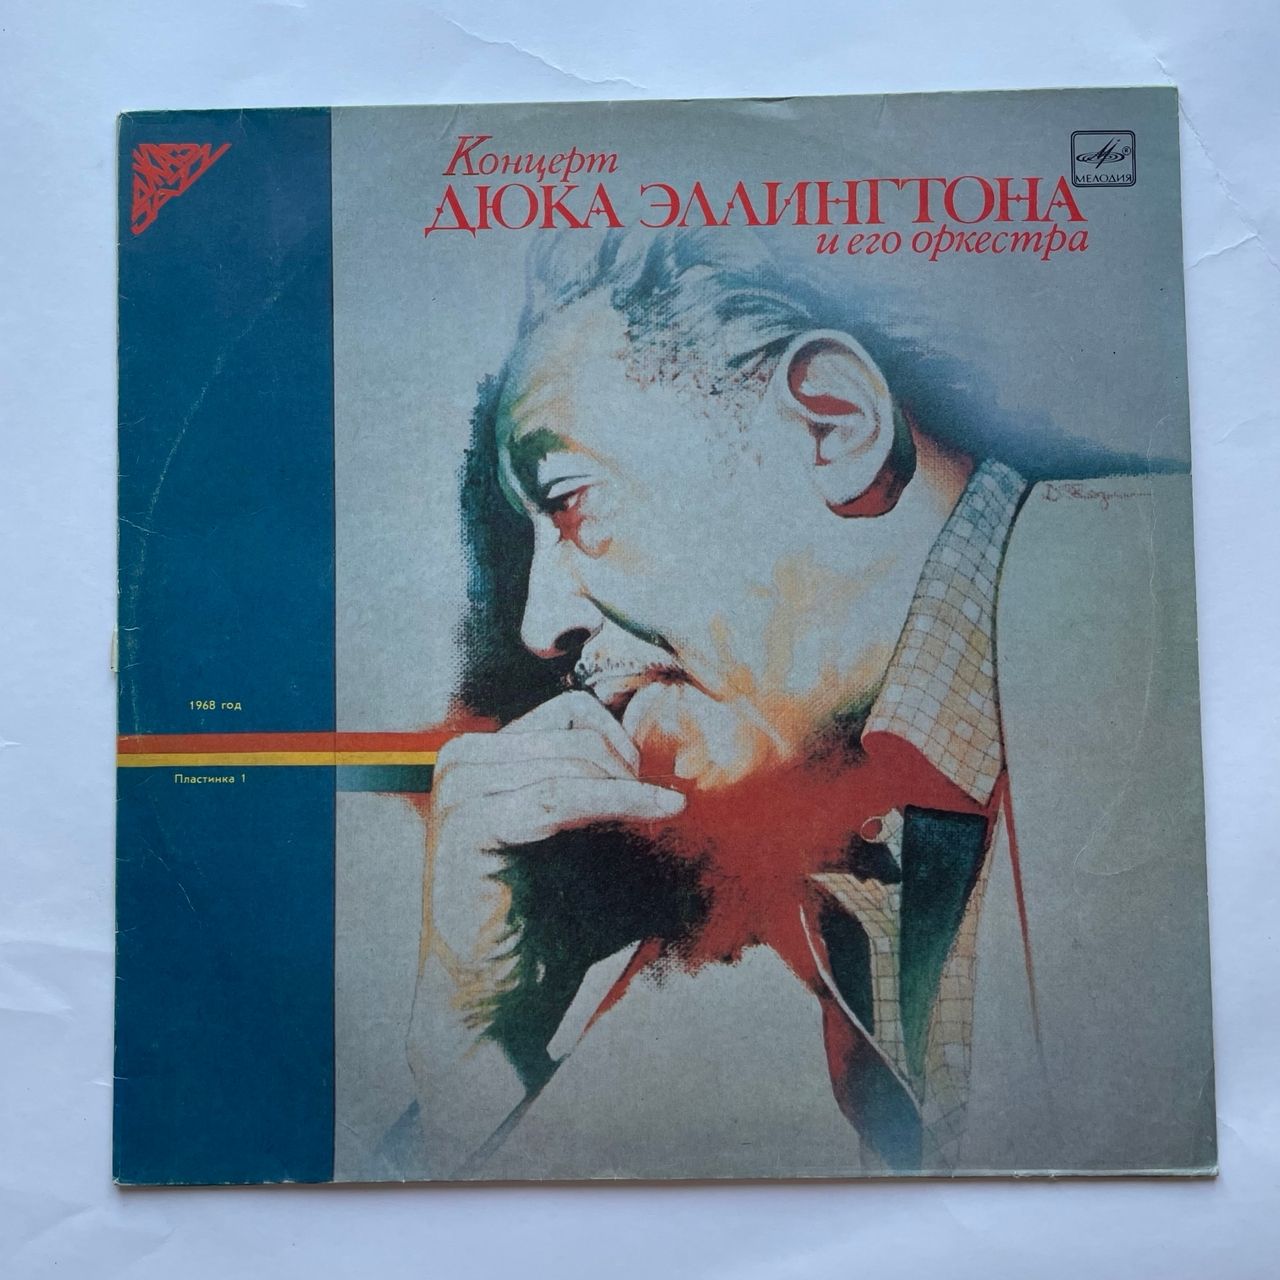 Концерт
ДЮКА ЭЛЛИНГТОНА
и его оркестра
МЕЛОДИЯ
1968 год
Пластинка 1